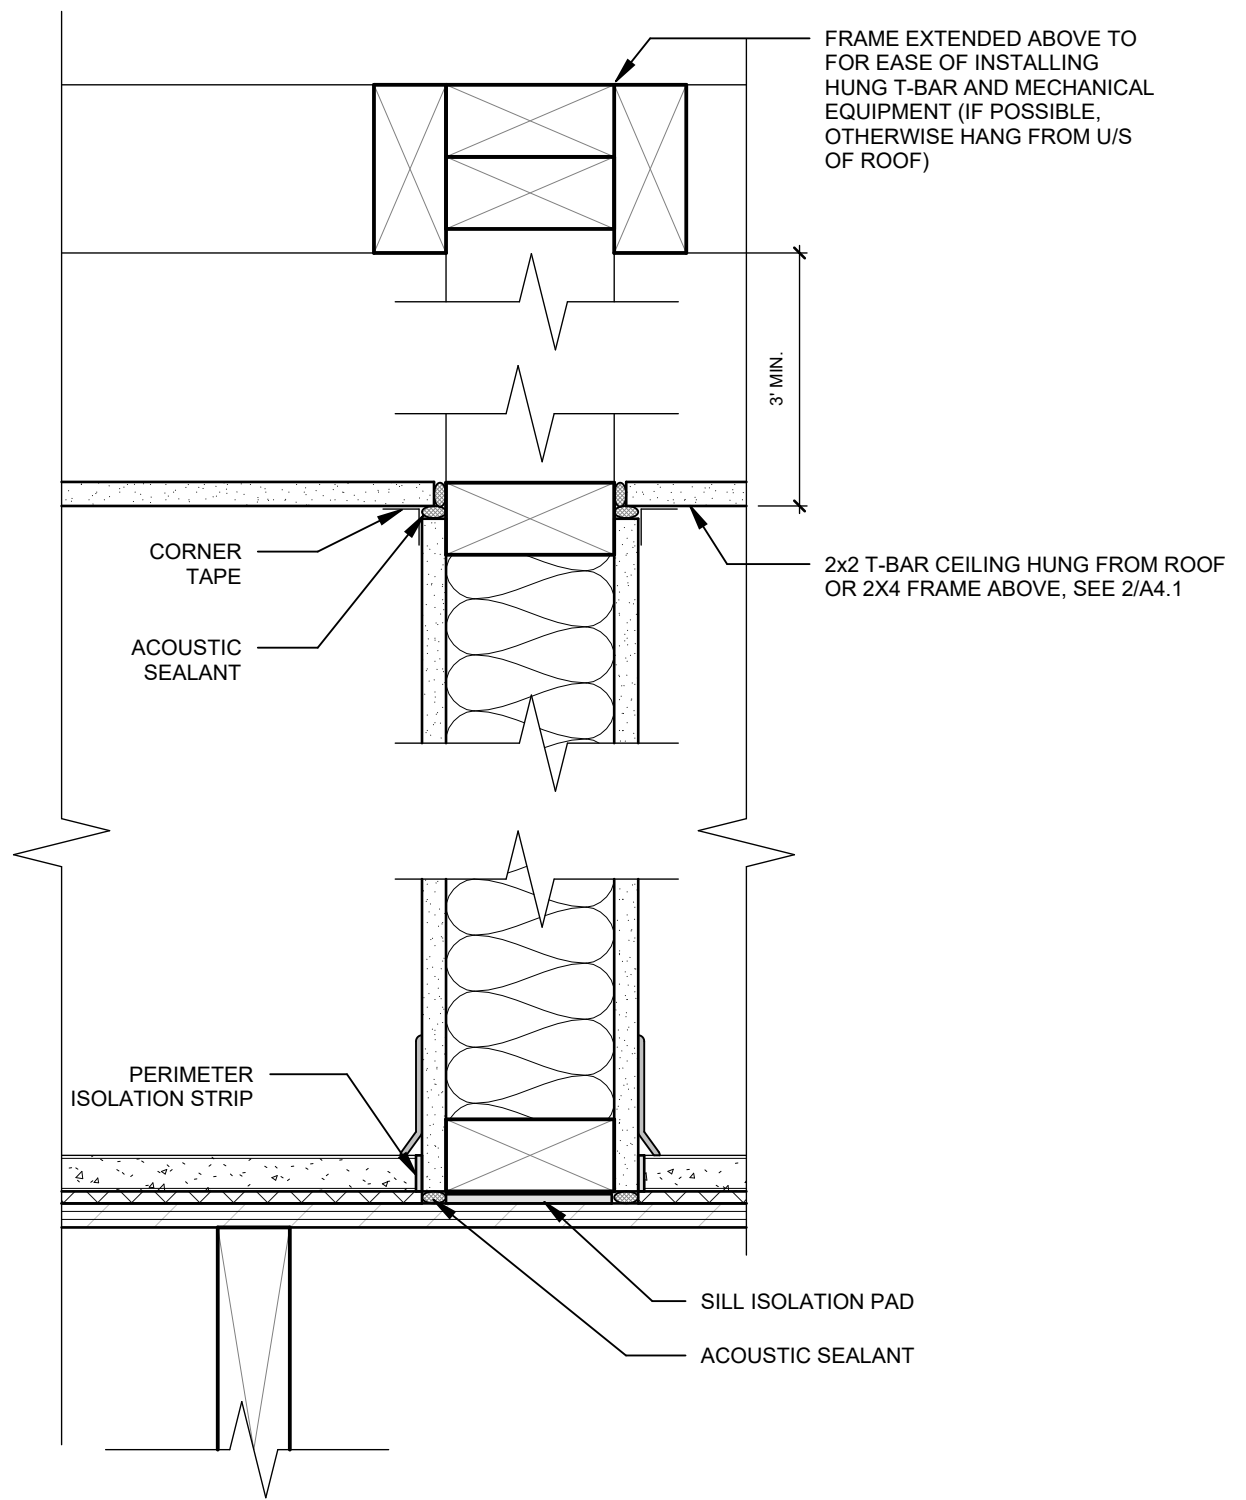 FRAME EXTENDED ABOVE TO
FOR EASE OF INSTALLING
HUNG T-BAR AND MECHANICAL
EQUIPMENT (IF POSSIBLE,
OTHERWISE HANG FROM U/S
OF ROOF)
3' MIN.
CORNER
TAPE
2x2 T-BAR CEILING HUNG FROM ROOF
OR 2X4 FRAME ABOVE, SEE 2/A4.1
ACOUSTIC
SEALANT
PERIMETER
ISOLATION STRIP
SILL ISOLATION PAD
ACOUSTIC SEALANT